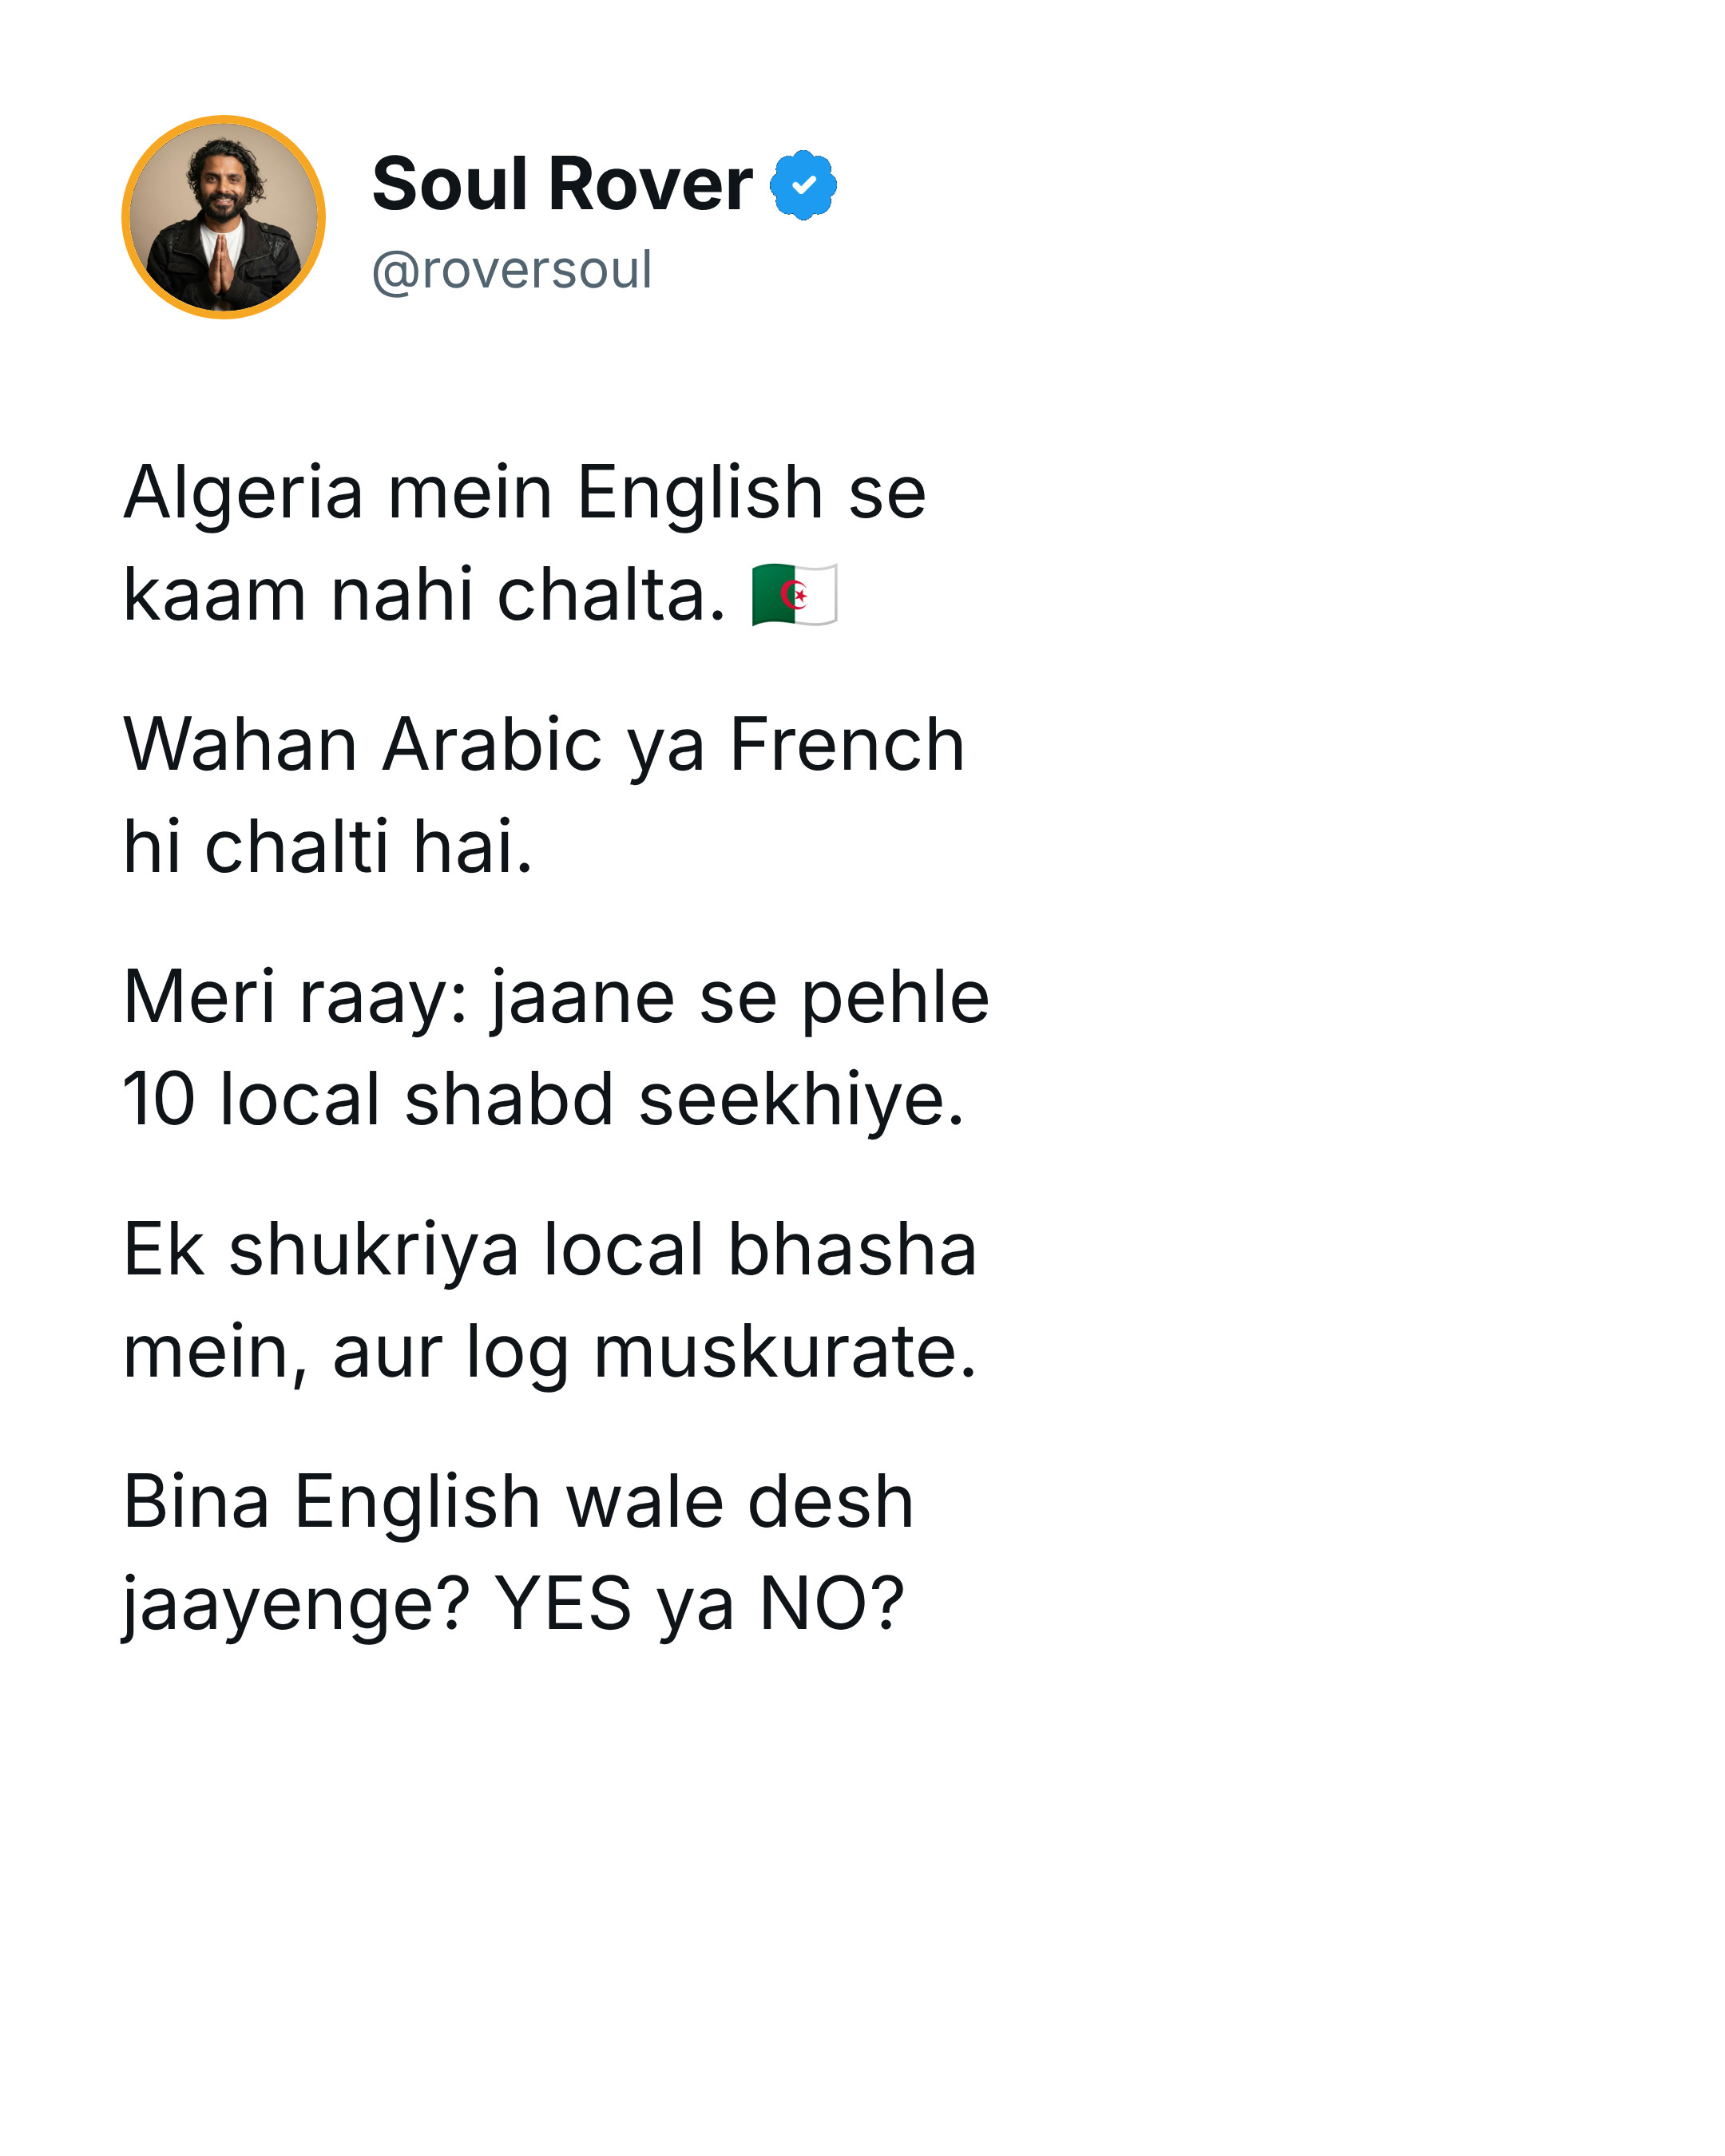 Soul Rover
@roversoul
Algeria mein English se
kaam nahi chalta. 🇩🇿
Wahan Arabic ya French
hi chalti hai.
Meri raay: jaane se pehle
10 local shabd seekhiye.
Ek shukriya local bhasha
mein, aur log muskurate.
Bina English wale desh
jaayenge? YES ya NO?